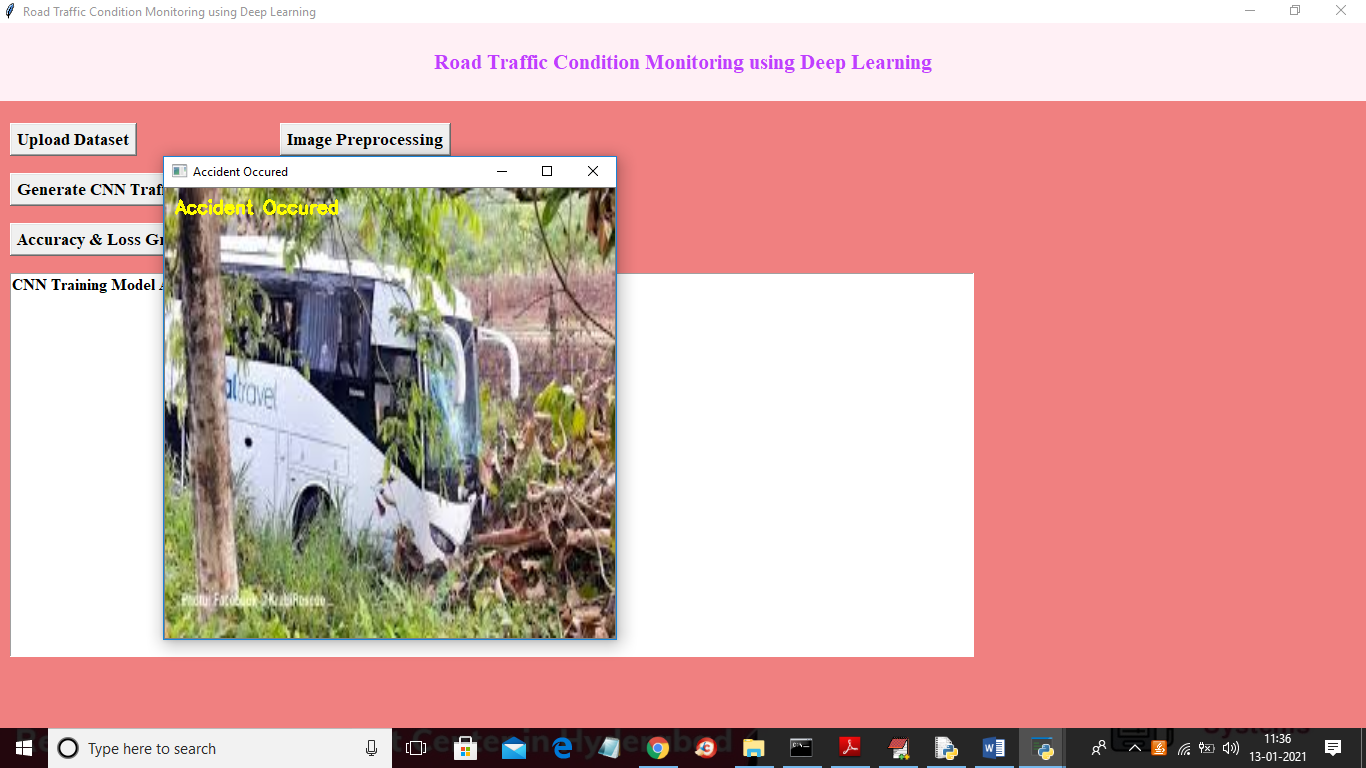 Road Traffic Condition Monitoring using Deep Learning
Road Traffic Condition Monitoring using Deep Learning
Upload Dataset
Image Preprocessing
Generate CNN
Accuracy & Loss
CNN Training Model
Accident Occured
Accident Occured
travel
Type here to search
Systems
11:36
13-01-2021